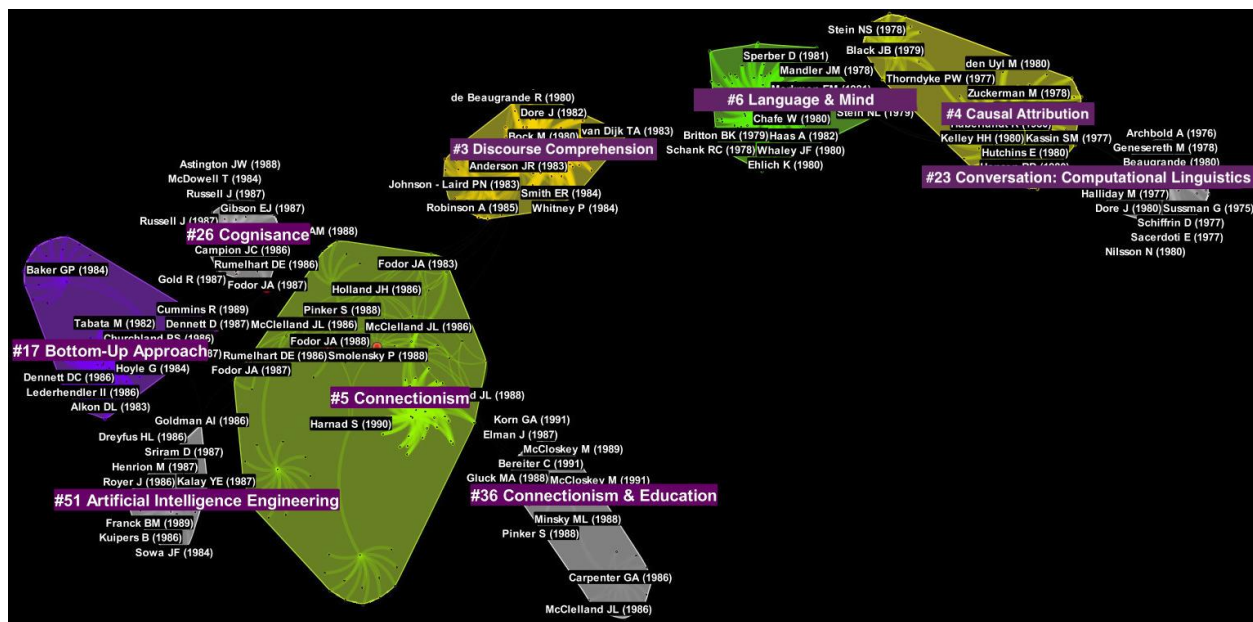 Stein NS (1978)
Black JB (1979)
den Uyl M (1980)
Thorndyke PW (1977)
Zuckerman M (1978)
#4 Causal Attribution
Kelley HH (1980)
Kassin SM (1977)
Hutchins E (1980)
Sperber D (1981)
Mandler JM (1978)
#6 Language & Mind
Stein NL (1979)
Chafe W (1980)
Britton BK (1979)
Haas A (1982)
Schank RC (1978)
Whaley JF (1980)
Ehlich K (1980)
Archbold A (1976)
Genesereth M (1978)
Beaugrande (1980)
#23 Conversation: Computational Linguistics
Halliday M (1977)
Dore J (1980)
Sussman G (1975)
Schiffrin D (1977)
Sacerdoti E (1977)
Nilsson N (1980)
de Beaugrande R (1980)
Dore J (1982)
Bock M (1980)
van Dijk TA (1983)
#3 Discourse Comprehension
Anderson JR (1983)
Johnson - Laird PN (1983)
Smith ER (1984)
Robinson A (1985)
Whitney P (1984)
Astington JW (1988)
McDowell T (1984)
Russell J (1987)
Gibson EJ (1987)
Russell J (1987)
AM (1988)
#26 Cognisance
Campion JC (1986)
Rumelhart DE (1986)
Gold R (1987)
Fodor JA (1987)
Baker GP (1984)
Cummins R (1989)
Tabata M (1982)
Dennett D (1987)
Churchland PS (1986)
#17 Bottom-Up Approach
Hoyle G (1984)
Dennett DC (1986)
Lederhendler II (1986)
Alkon DL (1983)
Fodor JA (1983)
Holland JH (1986)
Pinker S (1988)
McClelland JL (1986)
McClelland JL (1986)
Fodor JA (1988)
Rumelhart DE (1986)
Smolensky P (1988)
Fodor JA (1987)
#5 Connectionism
JL (1988)
Harnad S (1990)
Goldman AI (1986)
Dreyfus HL (1986)
Sriram D (1987)
Henrion M (1987)
Royer J (1986)
Kalay YE (1987)
#51 Artificial Intelligence Engineering
Franck BM (1989)
Kuipers B (1986)
Sowa JF (1984)
Korn GA (1991)
Elman J (1987)
McCloskey M (1989)
Bereiter C (1991)
Gluck MA (1988)
McCloskey M (1991)
#36 Connectionism & Education
Minsky ML (1988)
Pinker S (1988)
Carpenter GA (1986)
McClelland JL (1986)